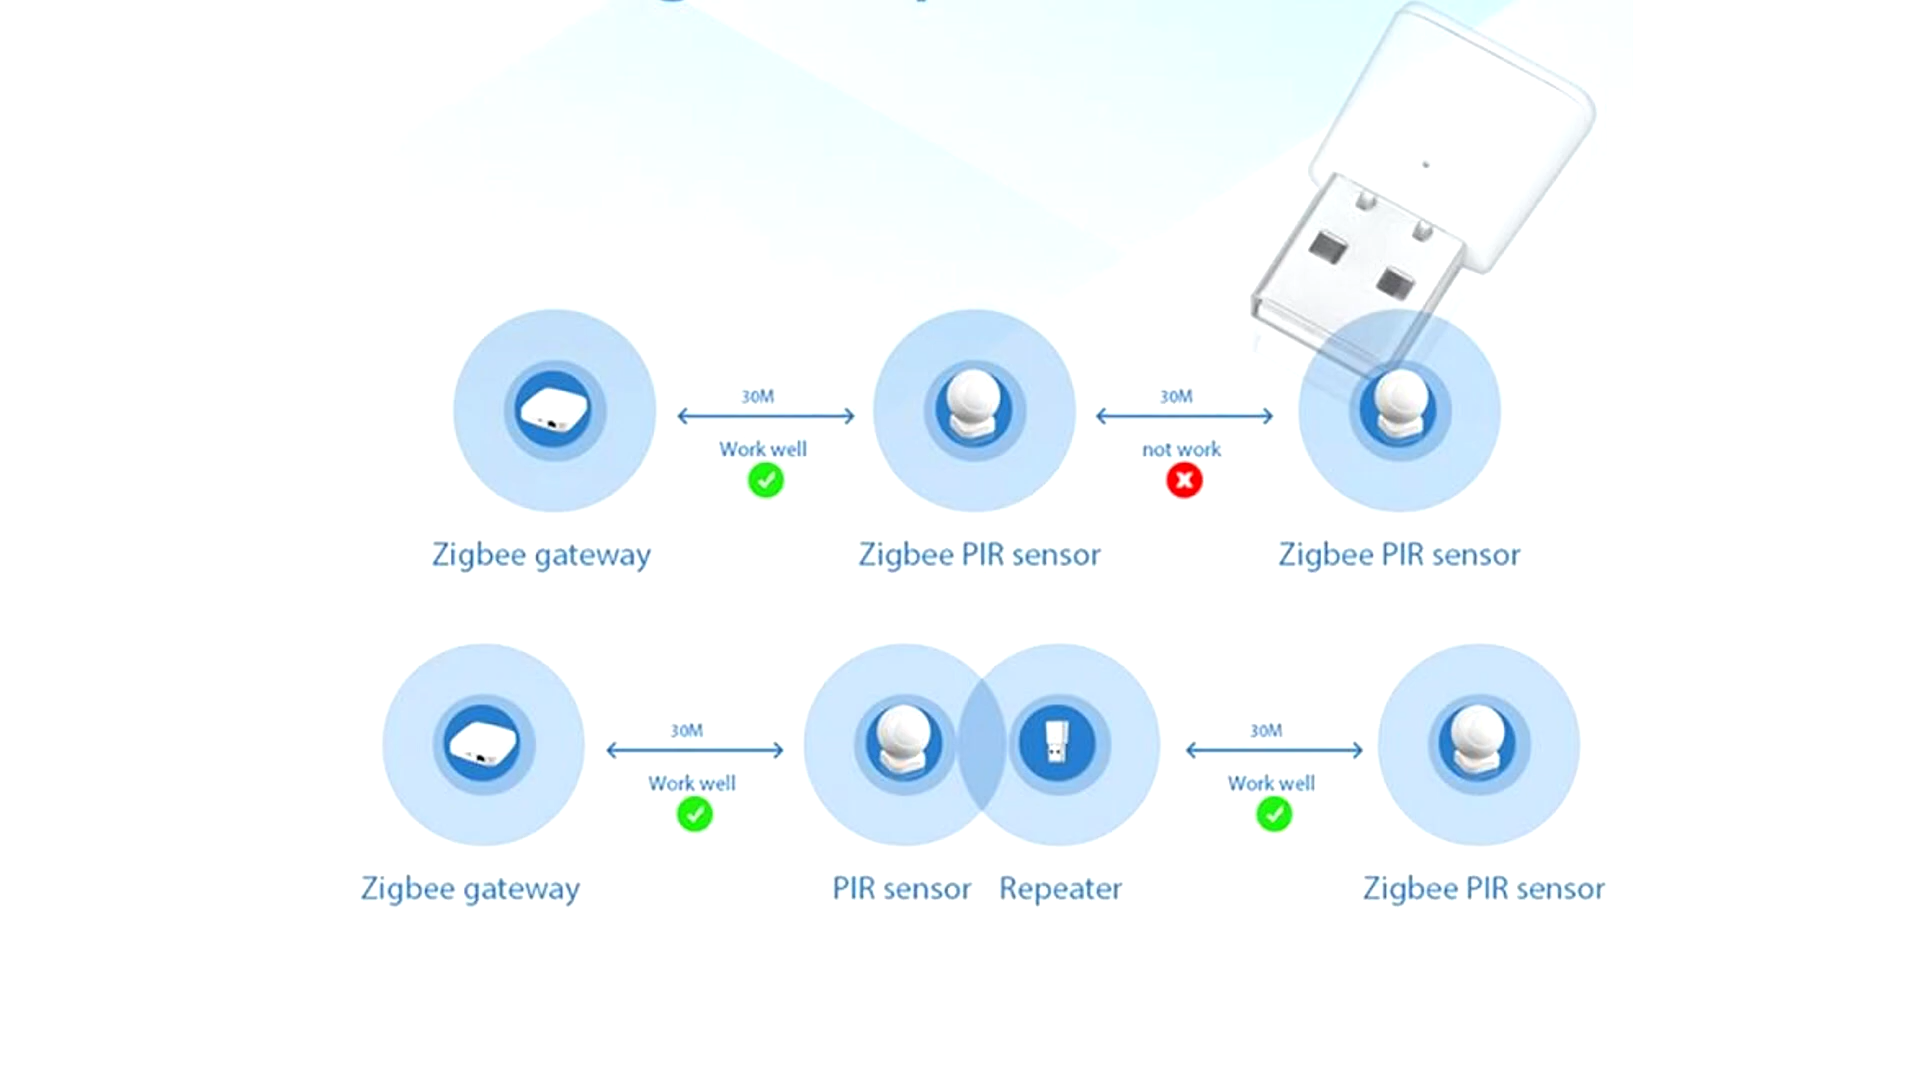 30M
30M
Work well
not work
Zigbee gateway
Zigbee PIR sensor
Zigbee PIR sensor
30M
30M
Work well
Work well
Zigbee gateway
PIR sensor
Repeater
Zigbee PIR sensor